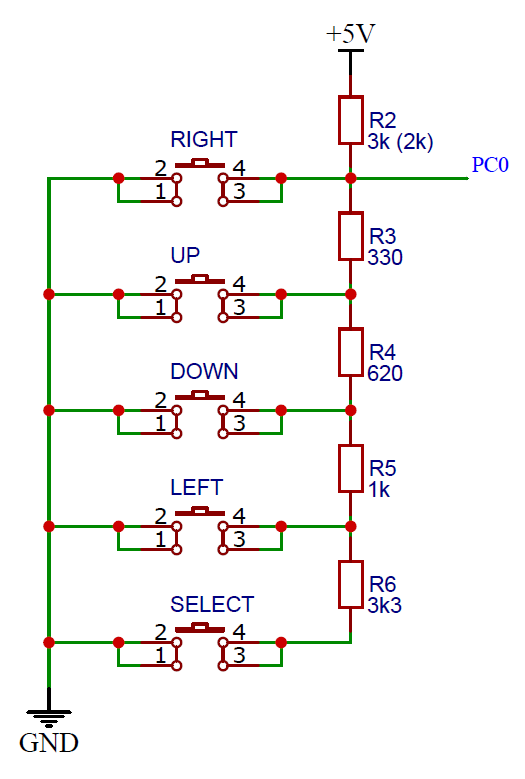 +5V
R2
3k (2k)
PC0
RIGHT
2 4
1 3
R3
330
UP
2 4
1 3
R4
620
DOWN
2 4
1 3
R5
1k
LEFT
2 4
1 3
R6
3k3
SELECT
2 4
1 3
GND